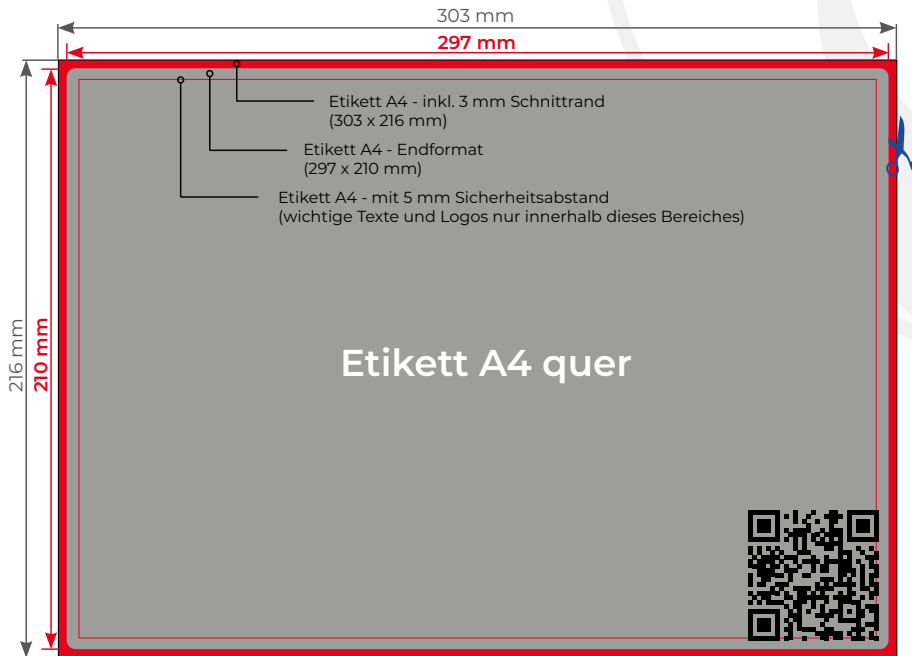 303 mm
297 mm
Etikett A4 - inkl. 3 mm Schnittrand
(303 x 216 mm)
Etikett A4 - Endformat
(297 x 210 mm)
Etikett A4 - mit 5 mm Sicherheitsabstand
(wichtige Texte und Logos nur innerhalb dieses Bereiches)
216 mm
210 mm
Etikett A4 quer